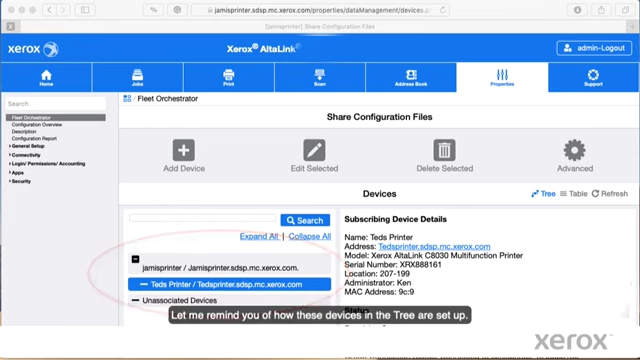 jamisprinter.sdsp.mc.xerox.com/properties/dataManagement/devices.p
[jamisprinter] Share Configuration Files
xerox
Xerox® AltaLink®
admin-Logout
Home
Jobs
Print
Scan
Address Book
Properties
Support
Search
Fleet Orchestrator
Configuration Overview
Description
Configuration Report
General Setup
Connectivity
Login/ Permissions/ Accounting
Apps
Security
/ Fleet Orchestrator
Share Configuration Files
Add Device
Edit Selected
Delete Selected
Advanced
Devices
Tree
Table
Refresh
Search
Expand All | Collapse All
jamisprinter / Jamisprinter.sdsp.mc.xerox.com.
Teds Printer / Tedsprinter.sdsp.mc.xerox.com
Unassociated Devices
Subscribing Device Details
Name: Teds Printer
Address: Tedsprinter.sdsp.mc.xerox.com
Model: Xerox AltaLink C8030 Multifunction Printer
Serial Number: XRX888161
Location: 207-199
Administrator: Ken
MAC Address: 9c:9
Status
Let me remind you of how these devices in the Tree are set up.
xerox™